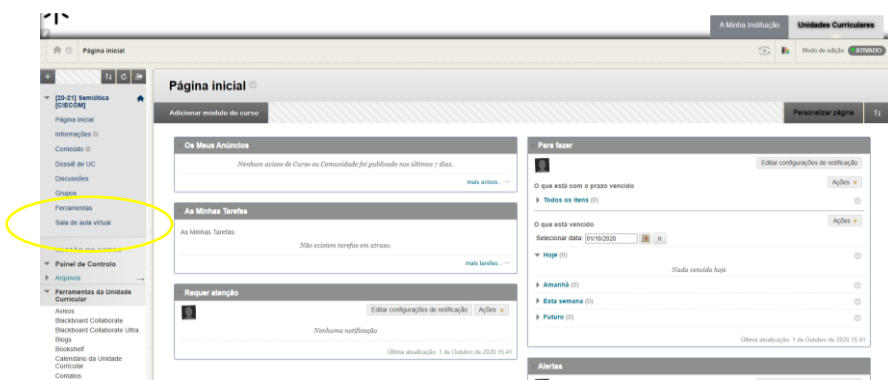 A Minha Instituição
Unidades Curriculares
Página inicial
Modo de edição
ATIVADO
[20-21] Semiótica [CIECOM]
Página inicial
Informações
Conteúdo
Dossiê de UC
Discussões
Grupos
Ferramentas
Sala de aula virtual
Painel de Controlo
Arquivos
Ferramentas da Unidade
Curricular
Avisos
Blackboard Collaborate
Blackboard Collaborate Ultra
Blogs
Bookshelf
Calendário da Unidade
Curricular
Contatos
Página inicial
Adicionar módulo do curso
Personalizar página
Os Meus Anúncios
Nenhum avisos de Curso ou Comunidade foi publicado nos últimos 7 dias.
mais avisos...
As Minhas Tarefas
As Minhas Tarefas:
Não existem tarefas em atraso.
mais tarefas...
Requer atenção
Editar configurações de notificação
Ações
Nenhuma notificação
Última atualização: 1 de Outubro de 2020 15:41
Para fazer
Editar configurações de notificação
O que está com o prazo vencido
Ações
Todos os itens (0)
O que está vencido
Ações
Selecionar data: 01/10/2020
Ir
Hoje (0)
Nada vencido hoje
Amanhã (0)
Esta semana (0)
Futuro (0)
Última atualização: 1 de Outubro de 2020 15:41
Alertas